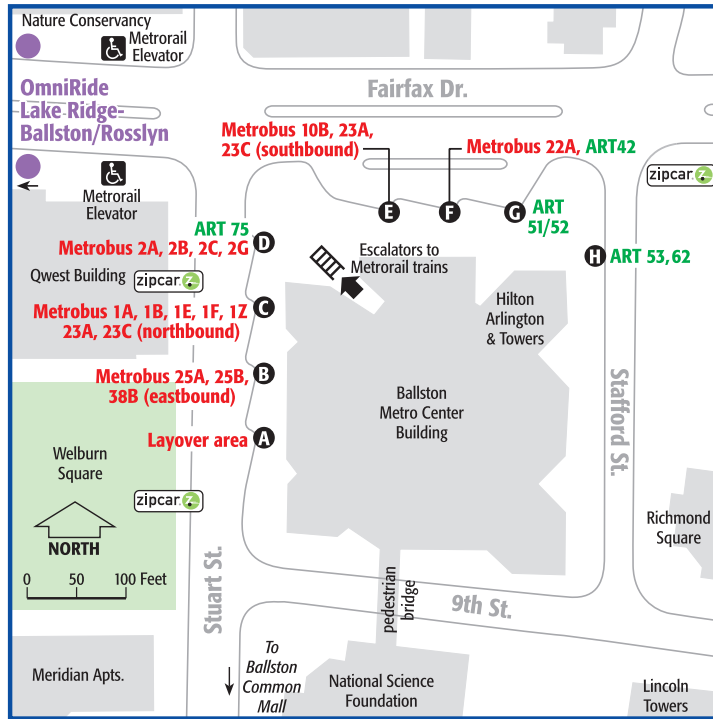 Nature Conservancy
Metrorail
Elevator
OmniRide
Lake Ridge-
Ballston/Rosslyn
Fairfax Dr.
Metrobus 10B, 23A,
23C (southbound)
Metrobus 22A, ART42
zipcar z
Metrorail
Elevator
E
F
G
ART
51/52
ART 75
D
Metrobus 2A, 2B, 2C, 2G
Escalators to
Metrorail trains
H
ART 53, 62
Qwest Building
zipcar z
Hilton
Arlington
& Towers
C
Metrobus 1A, 1B, 1E, 1F, 1Z
23A, 23C (northbound)
B
Metrobus 25A, 25B,
38B (eastbound)
Ballston
Metro Center
Building
Stafford St.
Layover area
A
Welburn
Square
zipcar z
NORTH
0 50 100 Feet
Richmond
Square
Stuart St.
pedestrian
bridge
9th St.
Meridian Apts.
To
Ballston
Common
Mall
National Science
Foundation
Lincoln
Towers